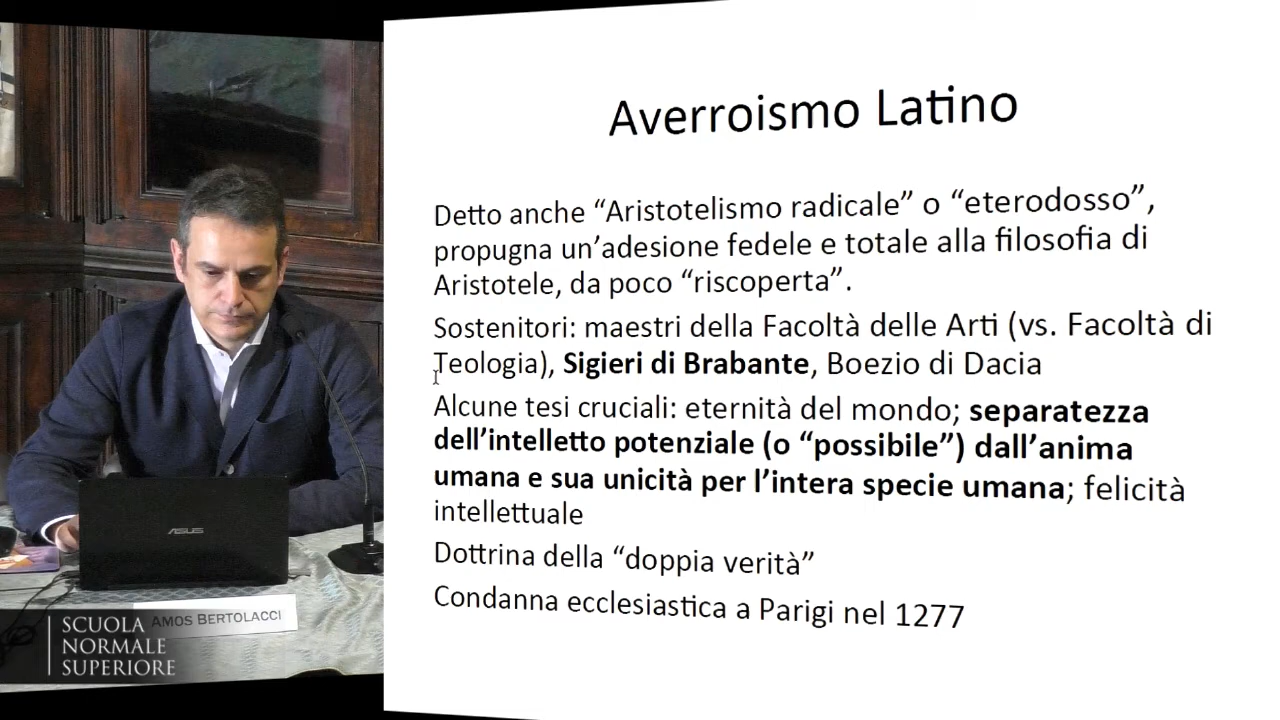 Averroismo Latino
Detto anche “Aristotelismo radicale” o “eterodosso”,
propugna un’adesione fedele e totale alla filosofia di
Aristotele, da poco “riscoperta”.
Sostenitori: maestri della Facoltà delle Arti (vs. Facoltà di
Teologia), Sigieri di Brabante, Boezio di Dacia
Alcune tesi cruciali: eternità del mondo; separatezza
dell’intelletto potenziale (o “possibile”) dall’anima
umana e sua unicità per l’intera specie umana; felicità
intellettuale
Dottrina della “doppia verità”
Condanna ecclesiastica a Parigi nel 1277
ASUS
AMOS BERTOLACCI
SCUOLA
NORMALE
SUPERIORE